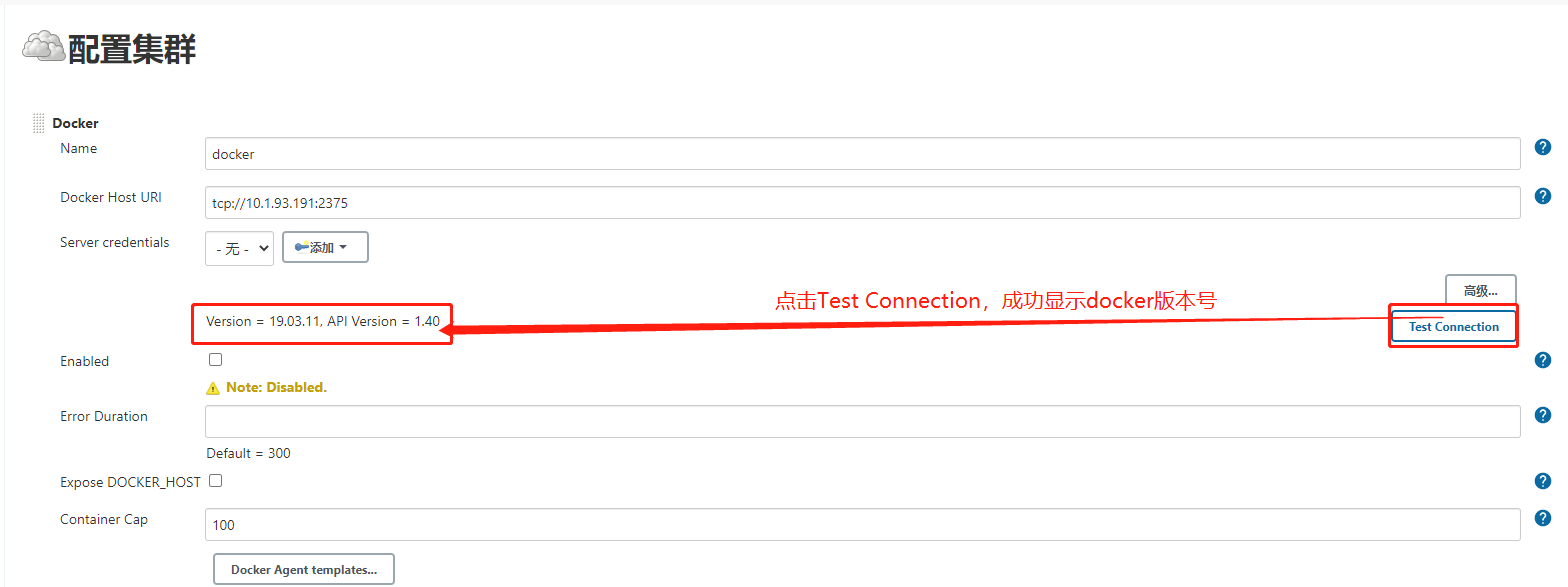 配置集群
Docker
Name
docker
Docker Host URI
tcp://10.1.93.191:2375
Server credentials
- 无 -
添加
高级...
点击Test Connection，成功显示docker版本号
Version = 19.03.11, API Version = 1.40
Test Connection
Enabled
Note: Disabled.
Error Duration
Default = 300
Expose DOCKER_HOST
Container Cap
100
Docker Agent templates...